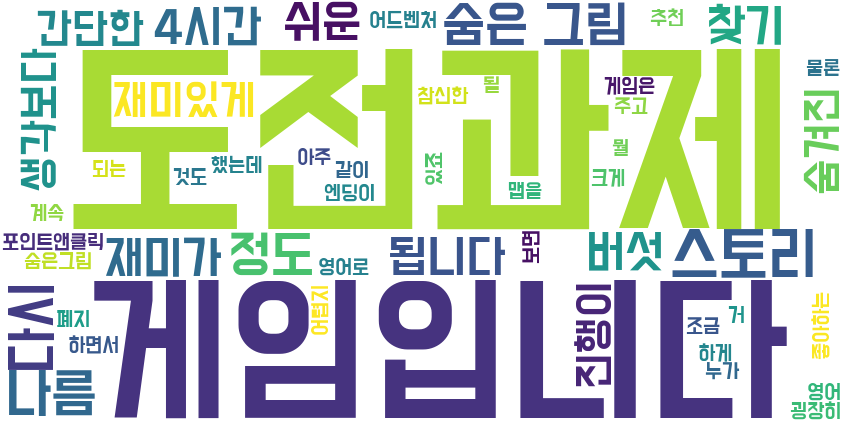 간단한 4시간 쉬운 어드벤처 숨은 그림 추천 찾기
생각보다
도전과제
물론
재미있게 참신한 될 게임은 주고
숨겨진
되는 것도 했는데 아주 같이 엔딩이 있죠 맵을 뭘 크게
계속
포인트앤클릭 재미가 정도 영어로 됩니다 보면 버섯 스토리
숨은그림
다시
게임입니다
폐지 하면서 어렵지 진행이 조금 거 좋아하는
하게
누가
다름
영어
굉장히